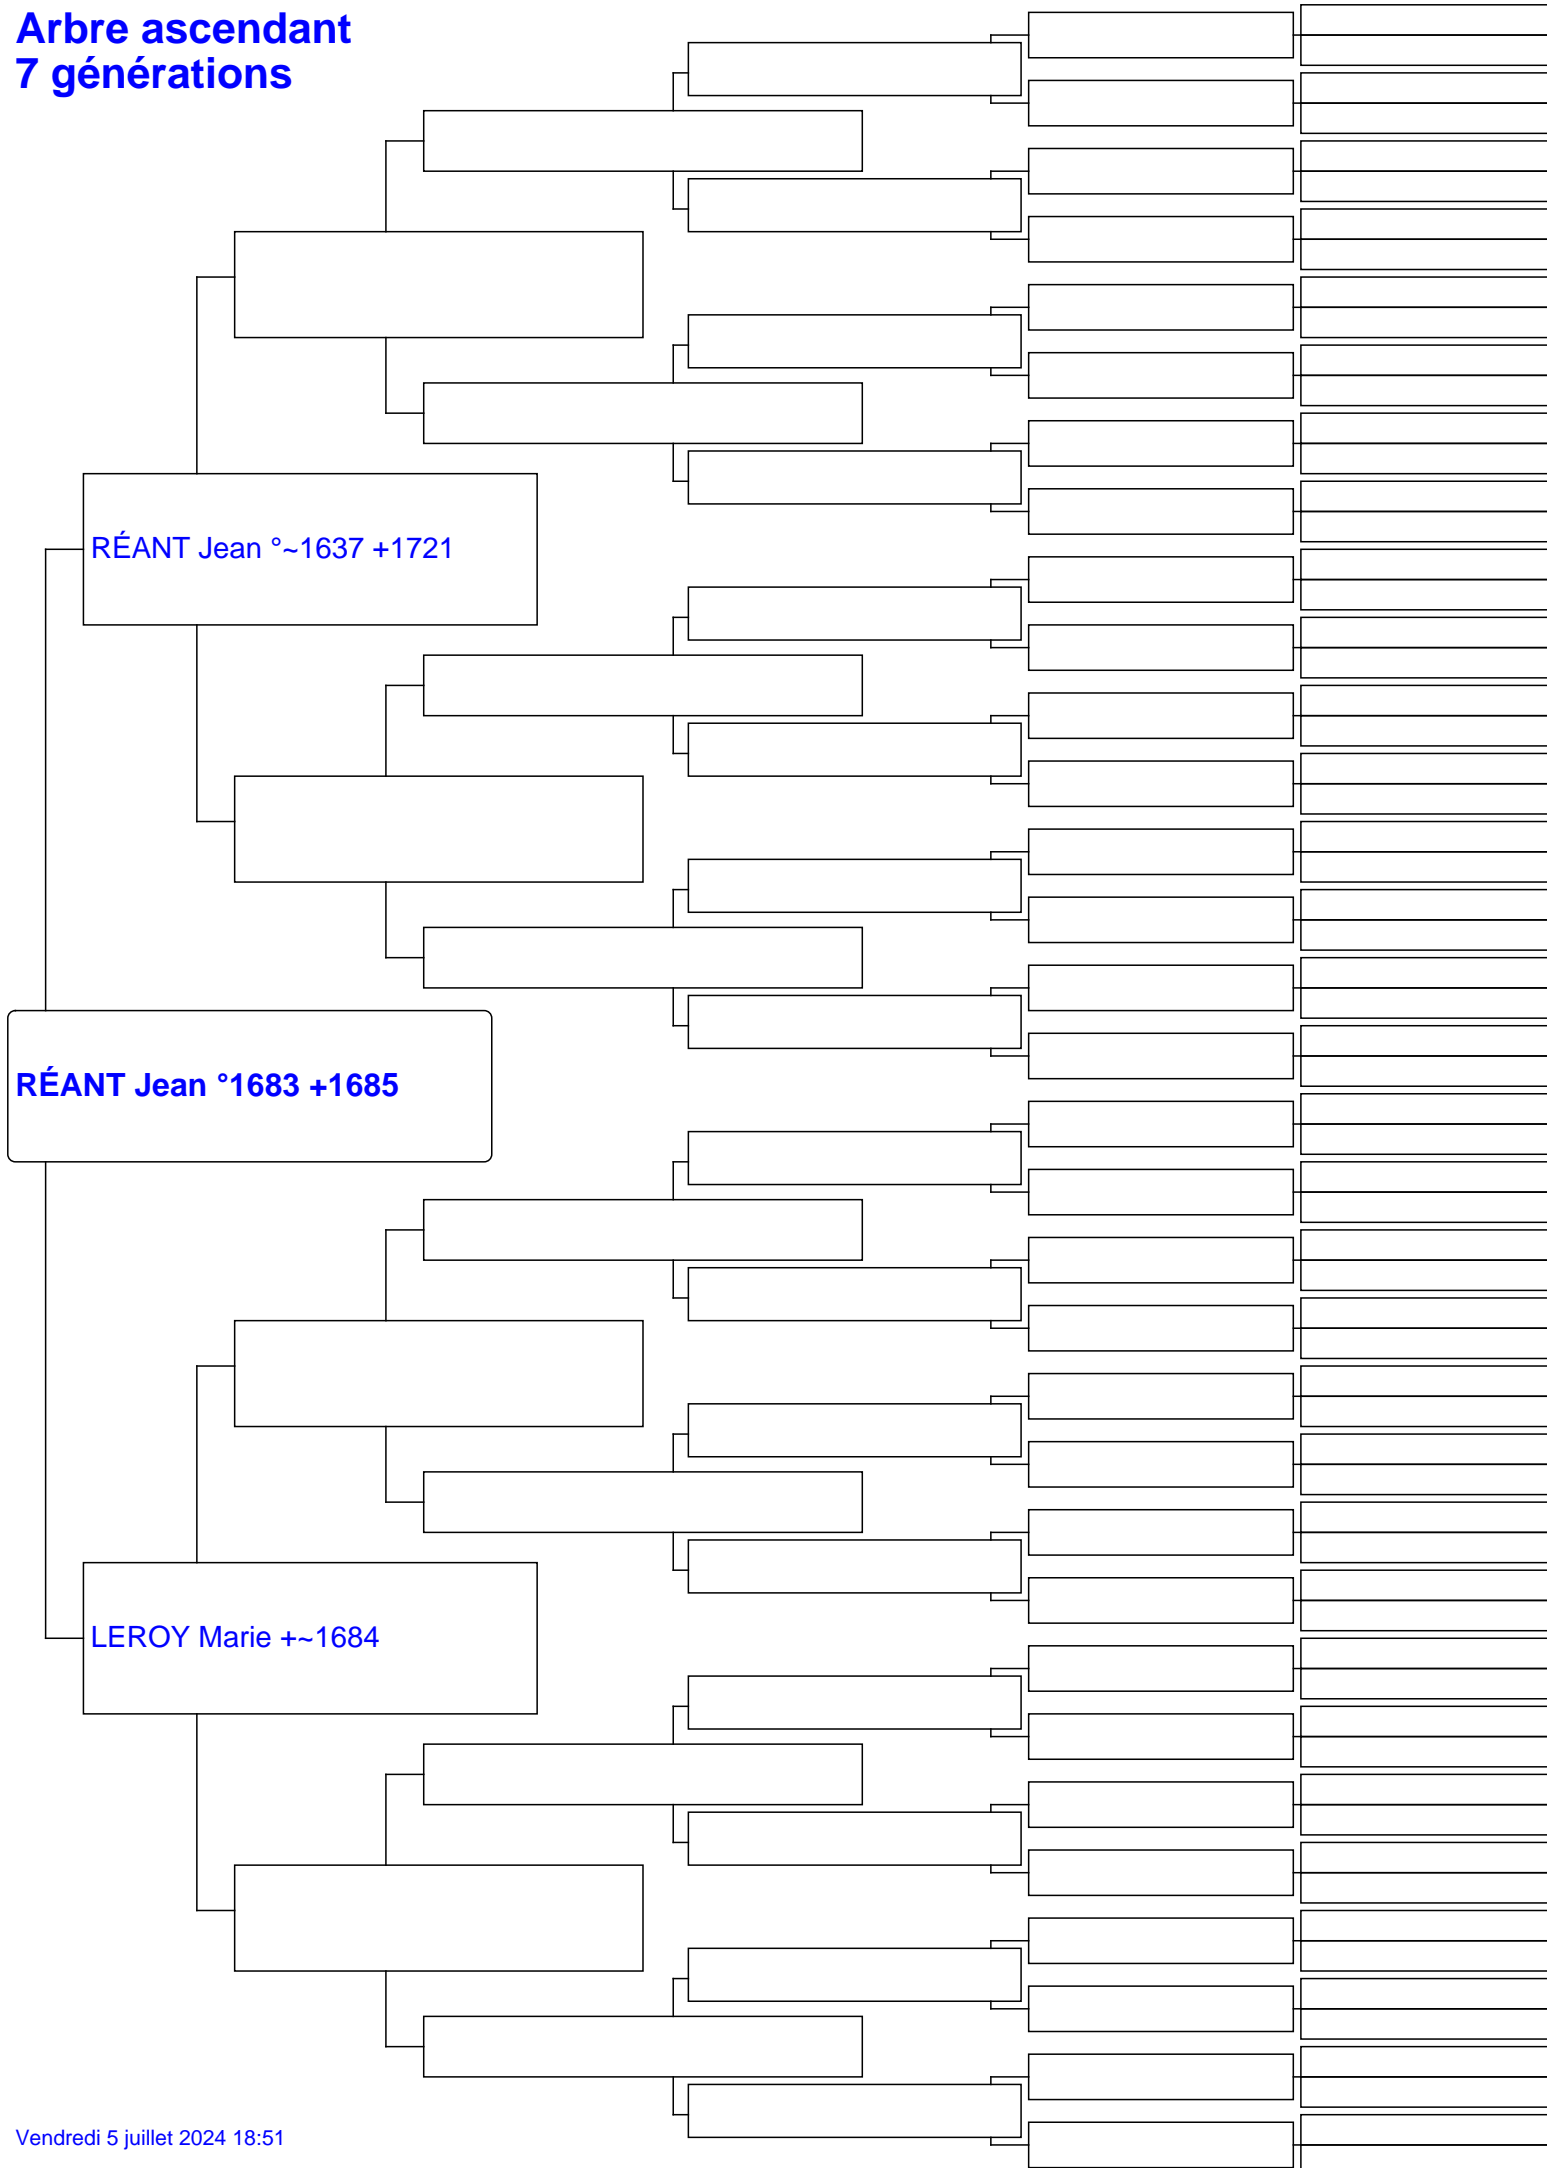 Arbre ascendant
7 générations
RÉANT Jean °~1637 +1721
RÉANT Jean °1683 +1685
LEROY Marie +~1684
Vendredi 5 juillet 2024 18:51